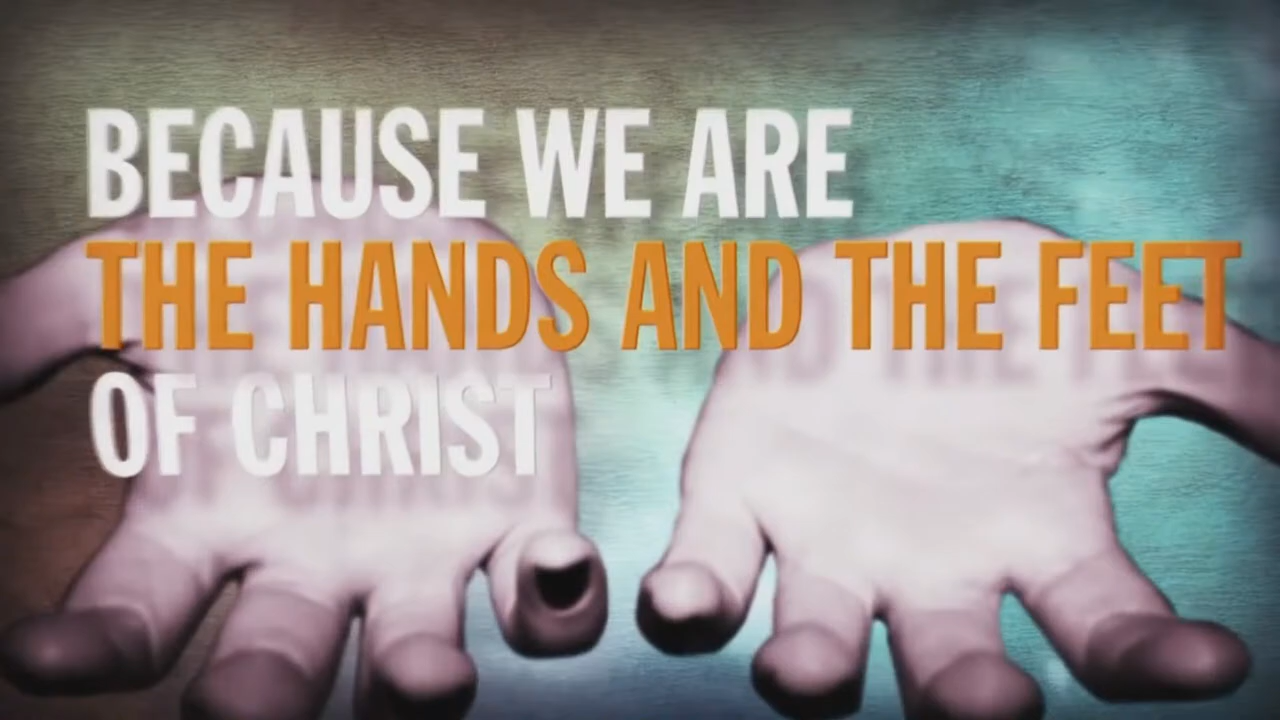 BECAUSE WE ARE
THE HANDS AND THE FEET
OF CHRIST